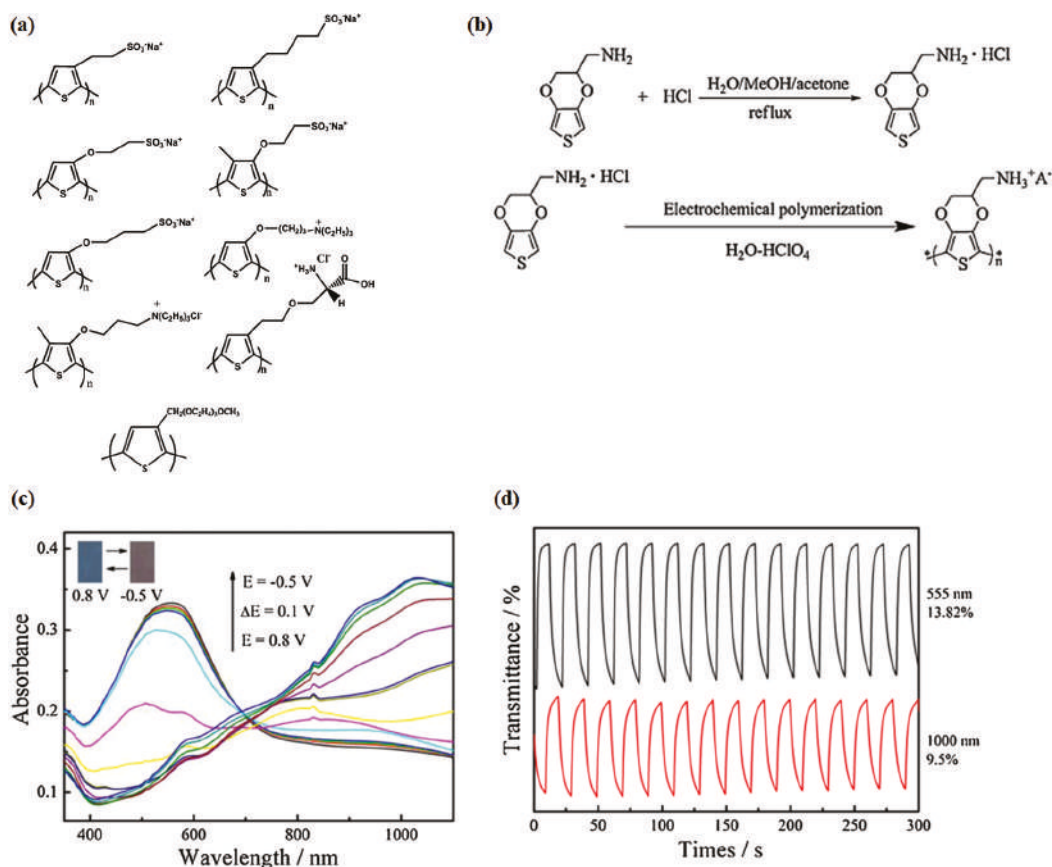 (a)
SO₃⁻Na⁺
S
n
SO₃⁻Na⁺
S
n
SO₃⁻Na⁺
O
S
n
SO₃⁻Na⁺
O
S
n
SO₃⁻Na⁺
O
S
n
O
(CH₂)₃
+
N(C₂H₅)₃
S
n
Cl⁻
⁺H₃N
O
OH
H
O
S
n
+
N(C₂H₅)₃Cl⁻
O
S
n
CH₂(OC₂H₄)₃OCH₃
S
(b)
NH₂
O O
S
+ HCl
H₂O/MeOH/acetone
reflux
NH₂ · HCl
O O
S
NH₂ · HCl
O O
S
Electrochemical polymerization
H₂O-HClO₄
NH₃⁺A⁻
O O
* S * n
(c)
0.4
0.3
0.2
0.1
Absorbance
0.8 V -0.5 V
E = -0.5 V
ΔE = 0.1 V
E = 0.8 V
400 600 800 1000
Wavelength / nm
(d)
Transmittance / %
555 nm
13.82%
1000 nm
9.5%
0 50 100 150 200 250 300
Times / s